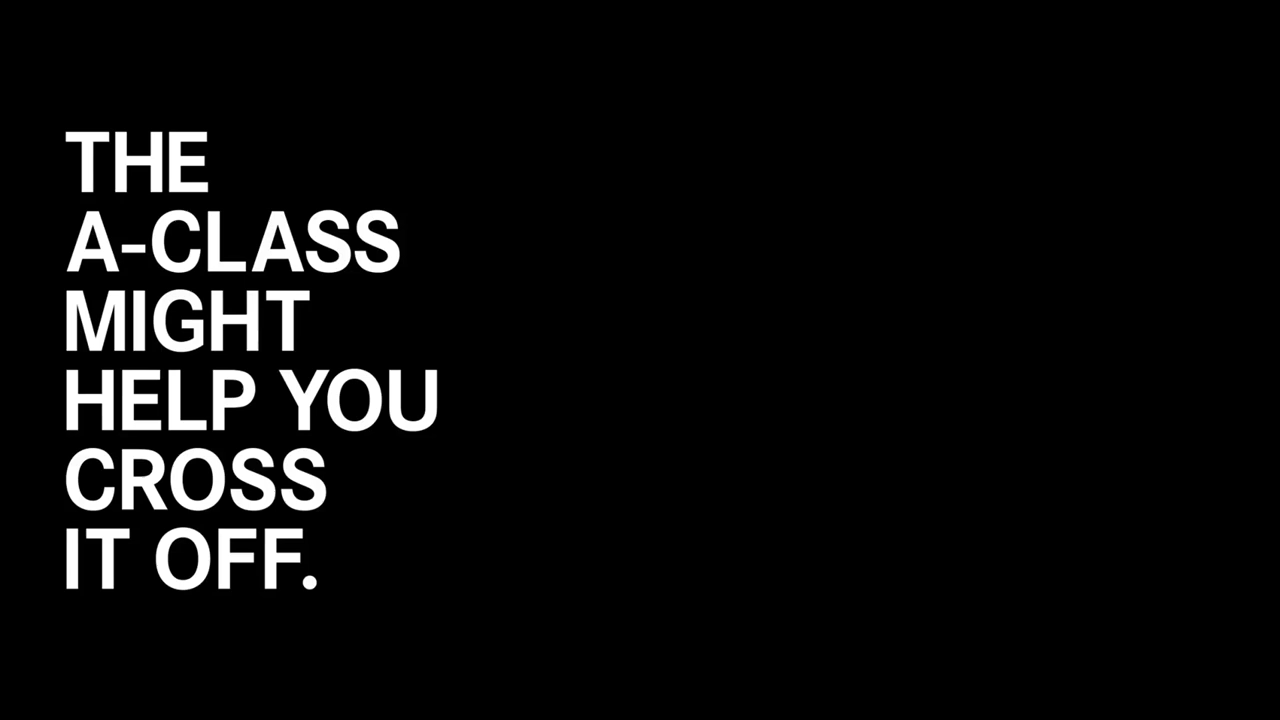 THE
A-CLASS
MIGHT
HELP YOU
CROSS
IT OFF.